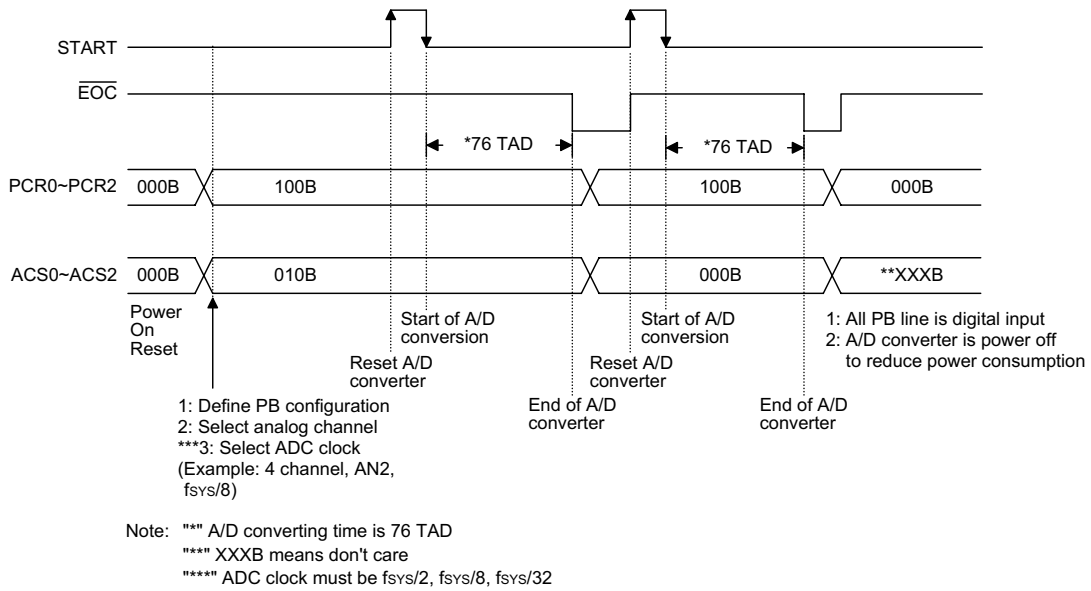 START
EOC
*76 TAD
*76 TAD
PCR0~PCR2
000B
100B
100B
000B
ACS0~ACS2
000B
010B
000B
**XXXB
Power
On
Reset
Start of A/D
conversion
Start of A/D
conversion
1: All PB line is digital input
2: A/D converter is power off
to reduce power consumption
Reset A/D
converter
Reset A/D
converter
1: Define PB configuration
2: Select analog channel
***3: Select ADC clock
(Example: 4 channel, AN2,
fSYS/8)
End of A/D
converter
End of A/D
converter
Note: "*" A/D converting time is 76 TAD
"**" XXXB means don't care
"***" ADC clock must be fSYS/2, fSYS/8, fSYS/32